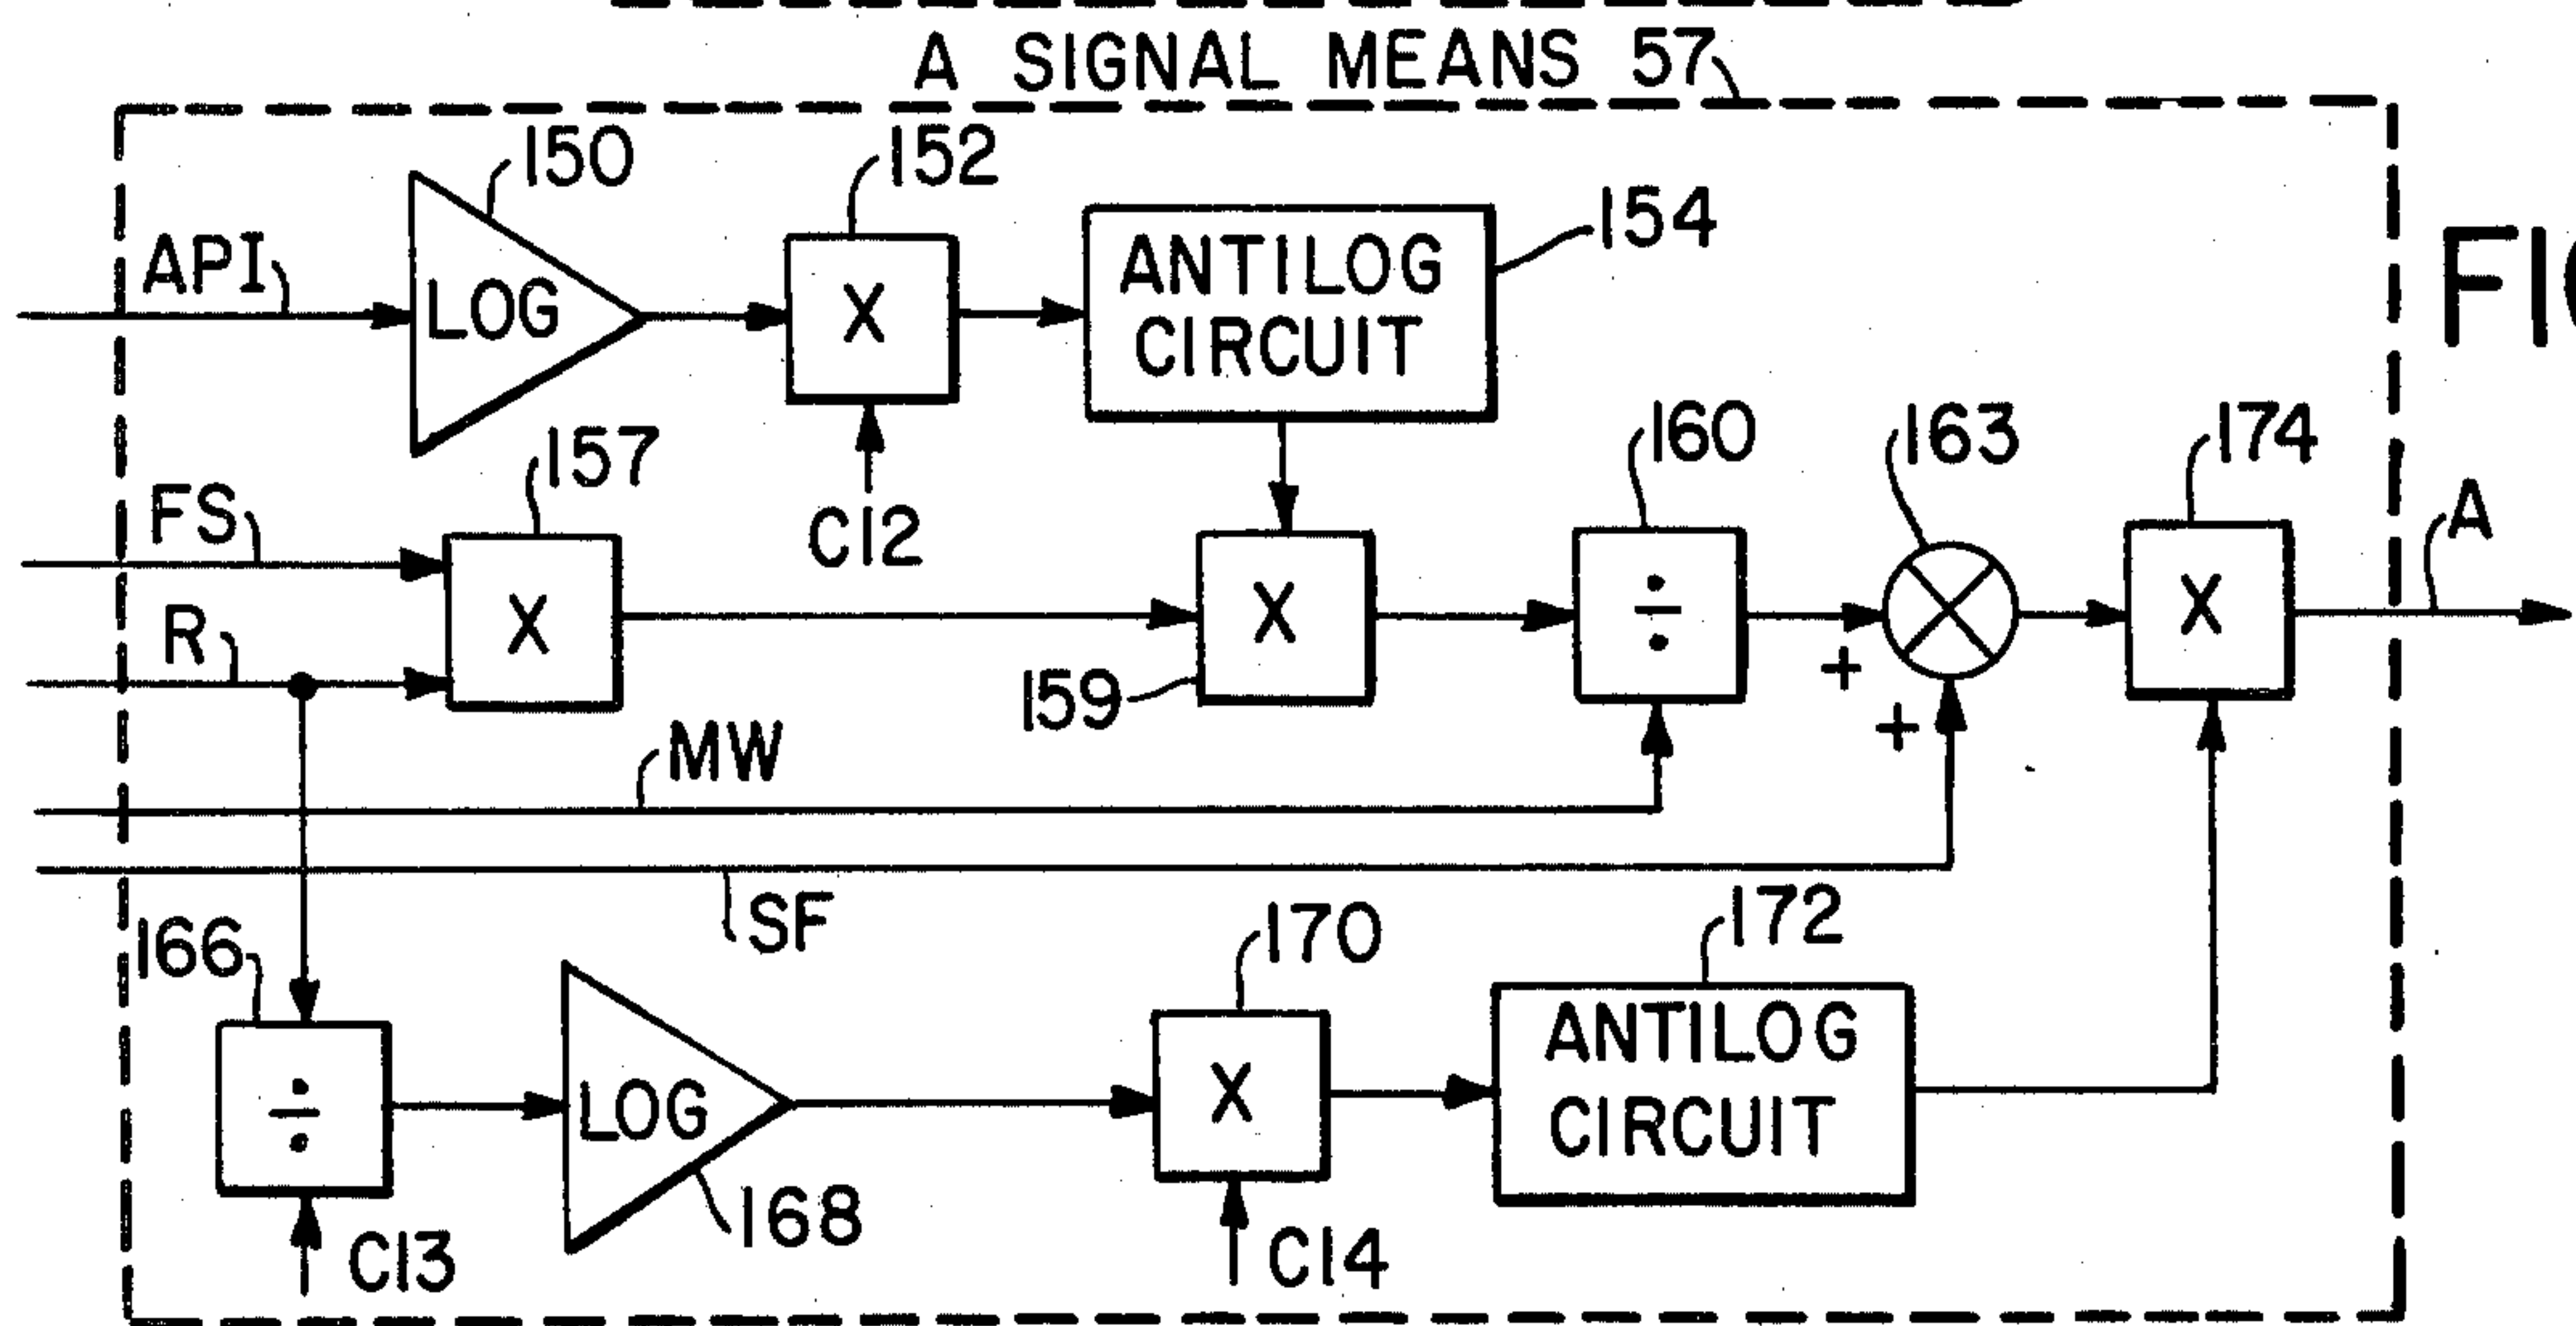 A SIGNAL MEANS 57
150
152
154
API
LOG
X
ANTILOG
CIRCUIT
FIG
157
160
163
174
FS
C12
A
X
X
÷
X
R
159
+
+
MW
SF
166
170
172
÷
LOG
X
ANTILOG
CIRCUIT
168
C13
C14